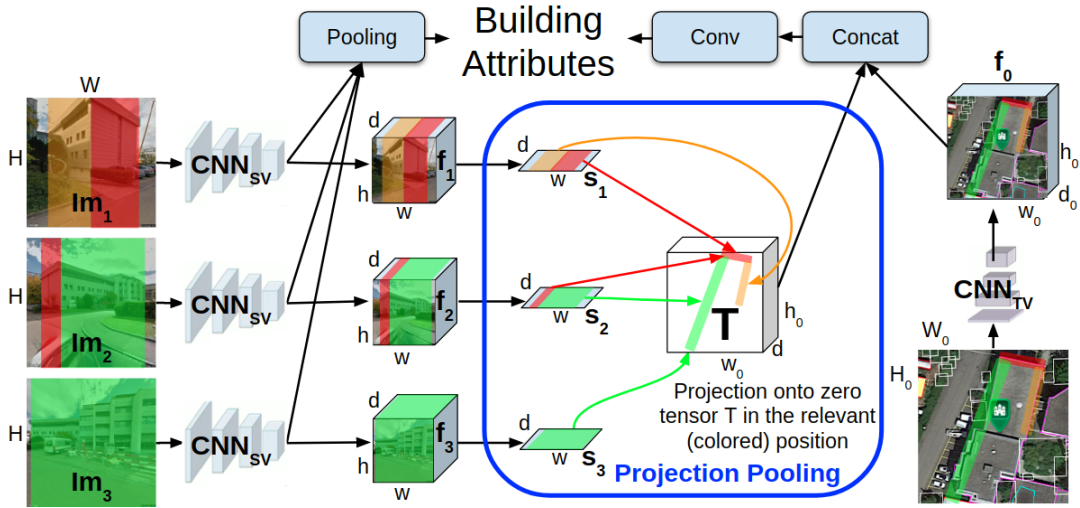 Pooling
Building
Attributes
Conv
Concat
f0
W
H
Im1
CNNSV
d
f1
h
w
d
w
s1
h0
d0
w0
H
Im2
CNNSV
d
f2
h
w
d
w
s2
T
h0
d
w0
CNNTV
W0
H0
H
Im3
CNNSV
d
f3
h
w
d
w
s3
Projection onto zero
tensor T in the relevant
(colored) position
Projection Pooling